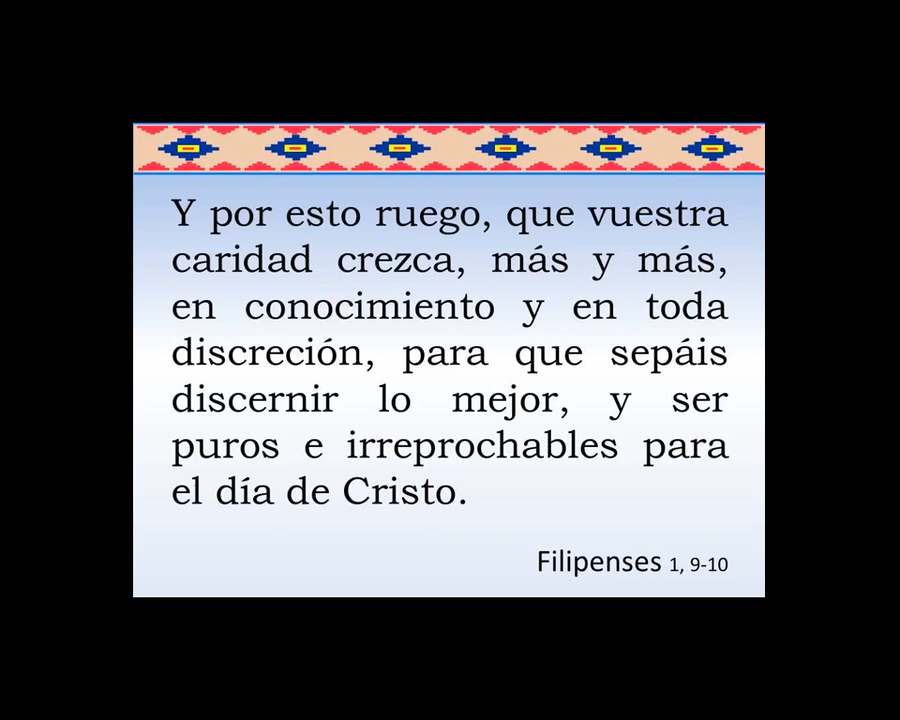 Y por esto ruego, que vuestra
caridad crezca, más y más,
en conocimiento y en toda
discreción, para que sepáis
discernir lo mejor, y ser
puros e irreprochables para
el día de Cristo.
Filipenses 1, 9-10